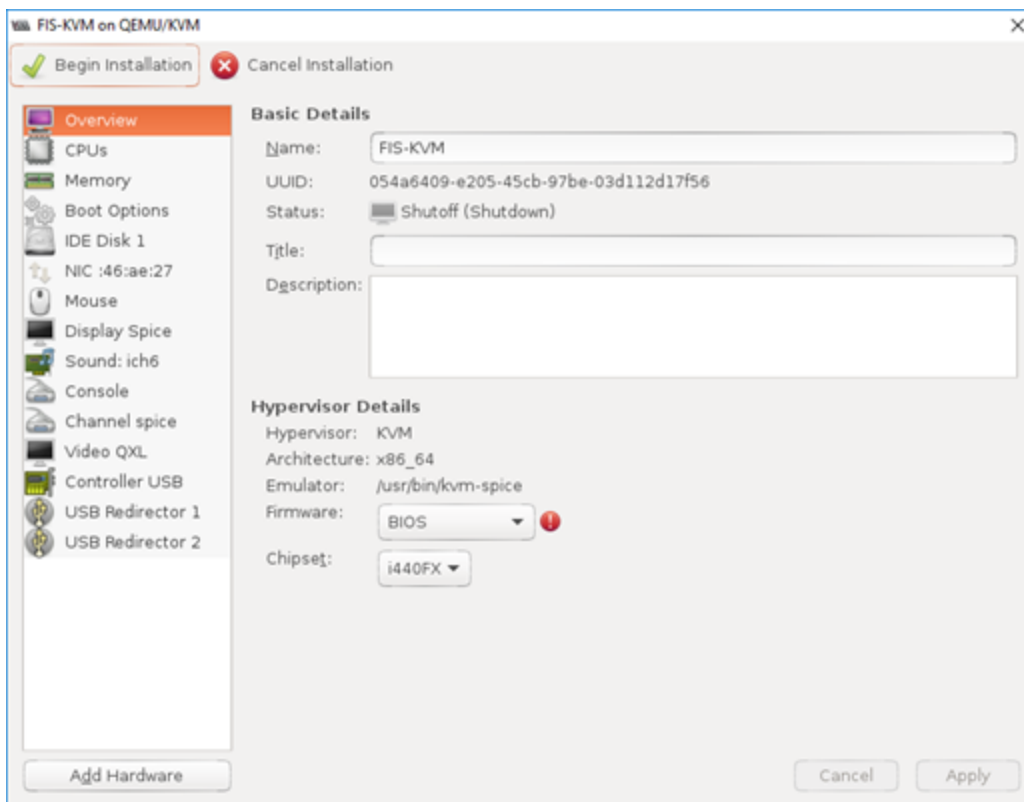 FIS-KVM on QEMU/KVM
Begin Installation
Cancel Installation
Overview
CPUs
Memory
Boot Options
IDE Disk 1
NIC :46:ae:27
Mouse
Display Spice
Sound: ich6
Console
Channel spice
Video QXL
Controller USB
USB Redirector 1
USB Redirector 2
Add Hardware
Basic Details
Name: FIS-KVM
UUID: 054a6409-e205-45cb-97be-03d112d17f56
Status: Shutoff (Shutdown)
Title:
Description:
Hypervisor Details
Hypervisor: KVM
Architecture: x86_64
Emulator: /usr/bin/kvm-spice
Firmware: BIOS
Chipset: i440FX
Cancel
Apply